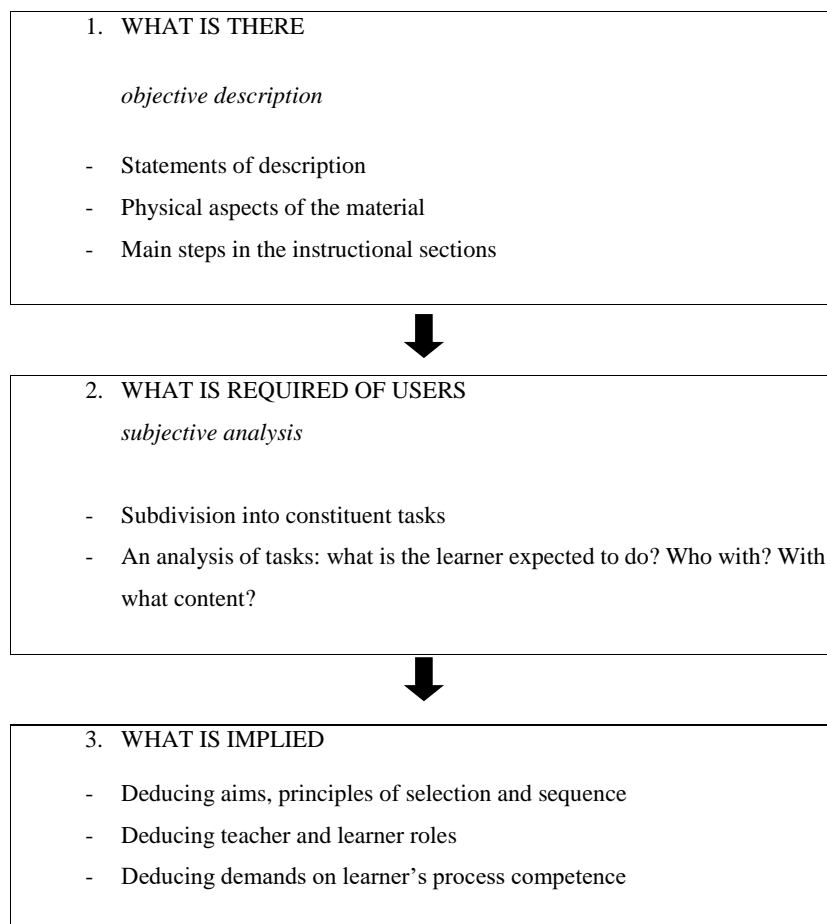 1. WHAT IS THERE
objective description
- Statements of description
- Physical aspects of the material
- Main steps in the instructional sections
2. WHAT IS REQUIRED OF USERS
subjective analysis
- Subdivision into constituent tasks
- An analysis of tasks: what is the learner expected to do? Who with? With
what content?
3. WHAT IS IMPLIED
- Deducing aims, principles of selection and sequence
- Deducing teacher and learner roles
- Deducing demands on learner’s process competence